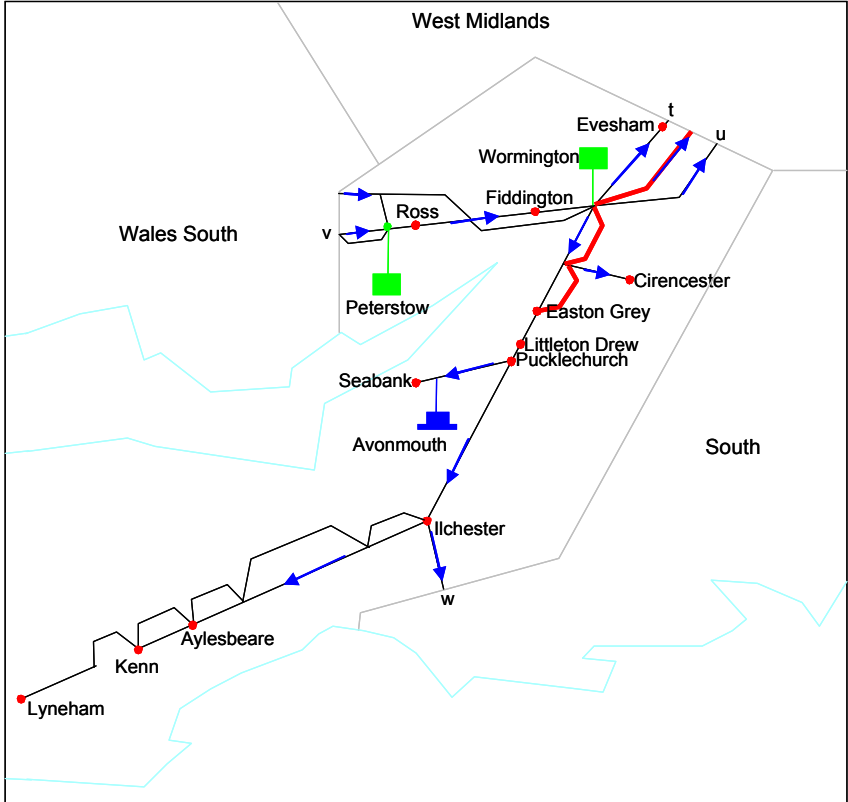 West Midlands
t
Evesham
u
Wormington
Fiddington
Ross
v
Wales South
Cirencester
Peterstow
Easton Grey
Littleton Drew
Pucklechurch
Seabank
Avonmouth
South
Ilchester
w
Aylesbeare
Kenn
Lyneham